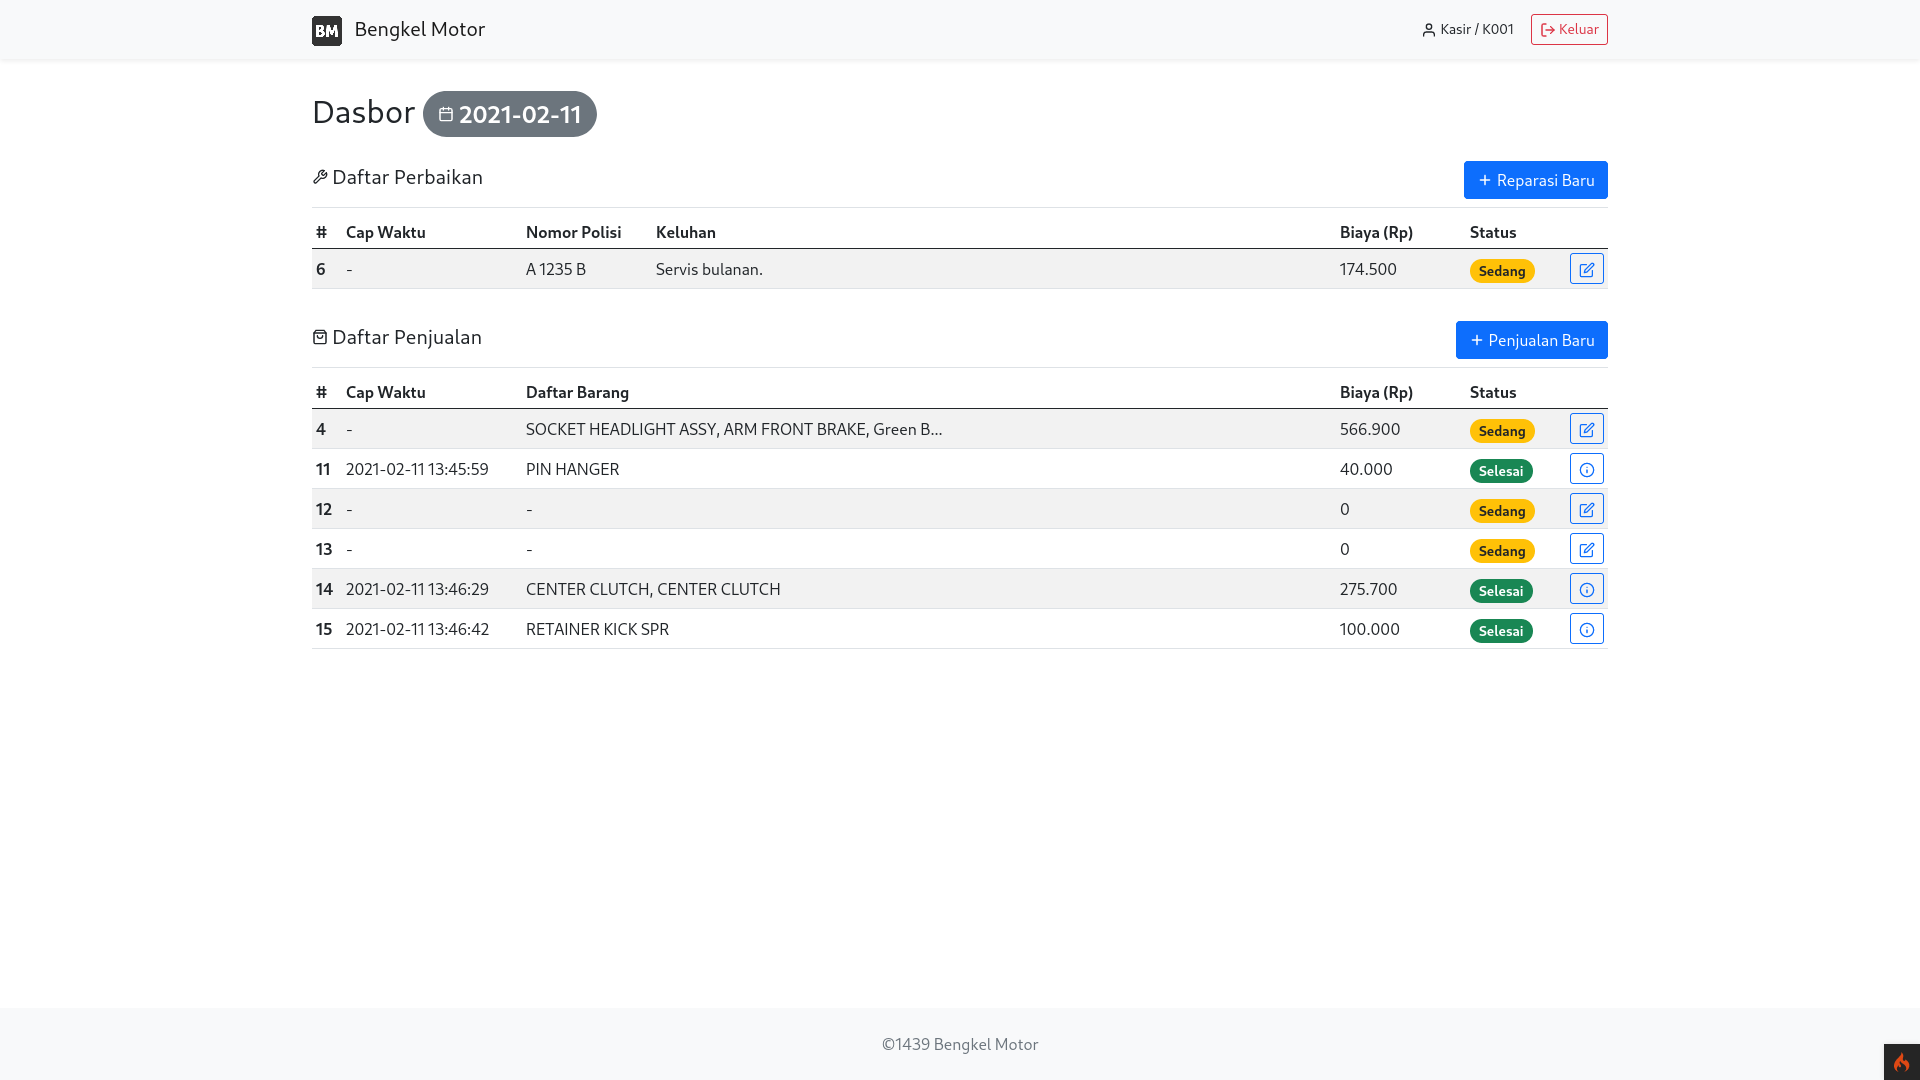 BM Bengkel Motor Kasir / K001 Keluar
Dasbor 2021-02-11
Daftar Perbaikan + Reparasi Baru
# Cap Waktu Nomor Polisi Keluhan Biaya (Rp) Status
6 - A 1235 B Servis bulanan. 174.500 Sedang
Daftar Penjualan + Penjualan Baru
# Cap Waktu Daftar Barang Biaya (Rp) Status
4 - SOCKET HEADLIGHT ASSY, ARM FRONT BRAKE, Green B... 566.900 Sedang
11 2021-02-11 13:45:59 PIN HANGER 40.000 Selesai
12 - - 0 Sedang
13 - - 0 Sedang
14 2021-02-11 13:46:29 CENTER CLUTCH, CENTER CLUTCH 275.700 Selesai
15 2021-02-11 13:46:42 RETAINER KICK SPR 100.000 Selesai
©1439 Bengkel Motor